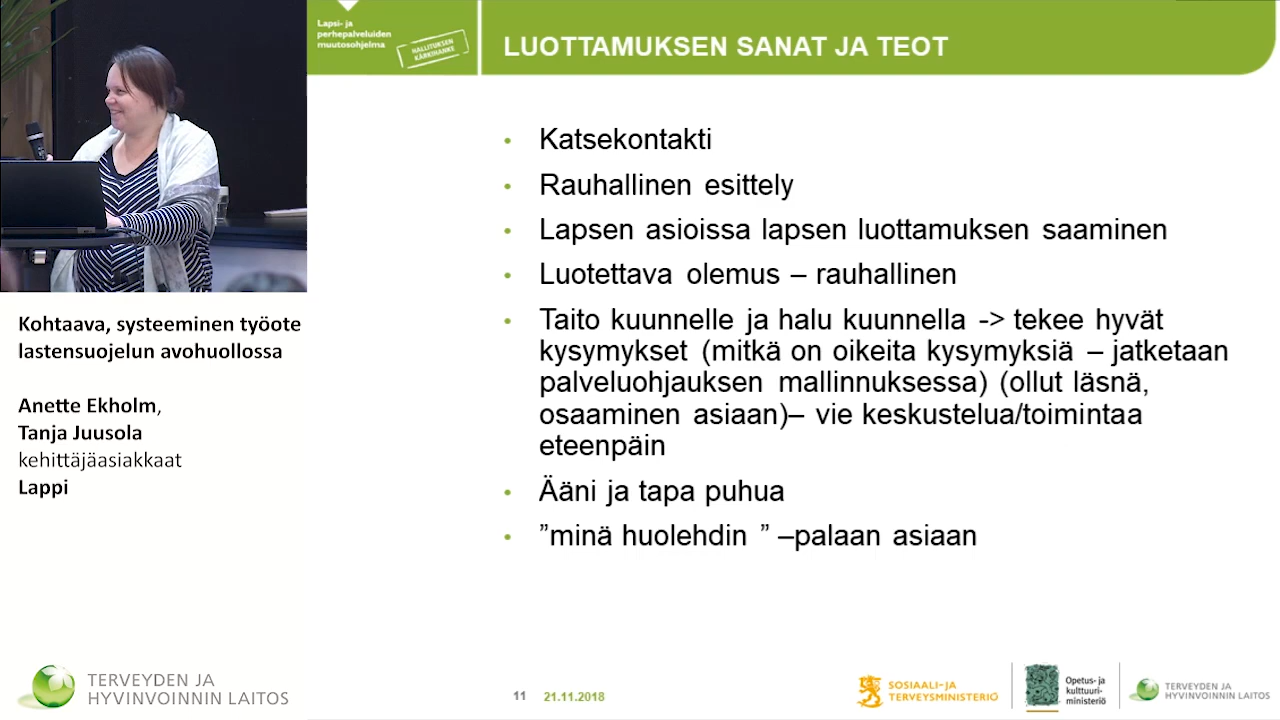 Lapsi- ja
perhepalveluiden
muutosohjelma
HALLITUKSEN
KÄRKIHANKE
LUOTTAMUKSEN SANAT JA TEOT
• Katsekontakti
• Rauhallinen esittely
• Lapsen asioissa lapsen luottamuksen saaminen
• Luotettava olemus – rauhallinen
• Taito kuunnelle ja halu kuunnella -> tekee hyvät
kysymykset (mitkä on oikeita kysymyksiä – jatketaan
palveluohjauksen mallinnuksessa) (ollut läsnä,
osaaminen asiaan)– vie keskustelua/toimintaa
eteenpäin
• Ääni ja tapa puhua
• ”minä huolehdin ” –palaan asiaan
Kohtaava, systeeminen työote
lastensuojelun avohuollossa
Anette Ekholm,
Tanja Juusola
kehittäjäasiakkaat
Lappi
TERVEYDEN JA
HYVINVOINNIN LAITOS
11 21.11.2018
SOSIAALI- JA
TERVEYSMINISTERIÖ
Opetus- ja
kulttuuri-
ministeriö
TERVEYDEN JA
HYVINVOINNIN LAITOS